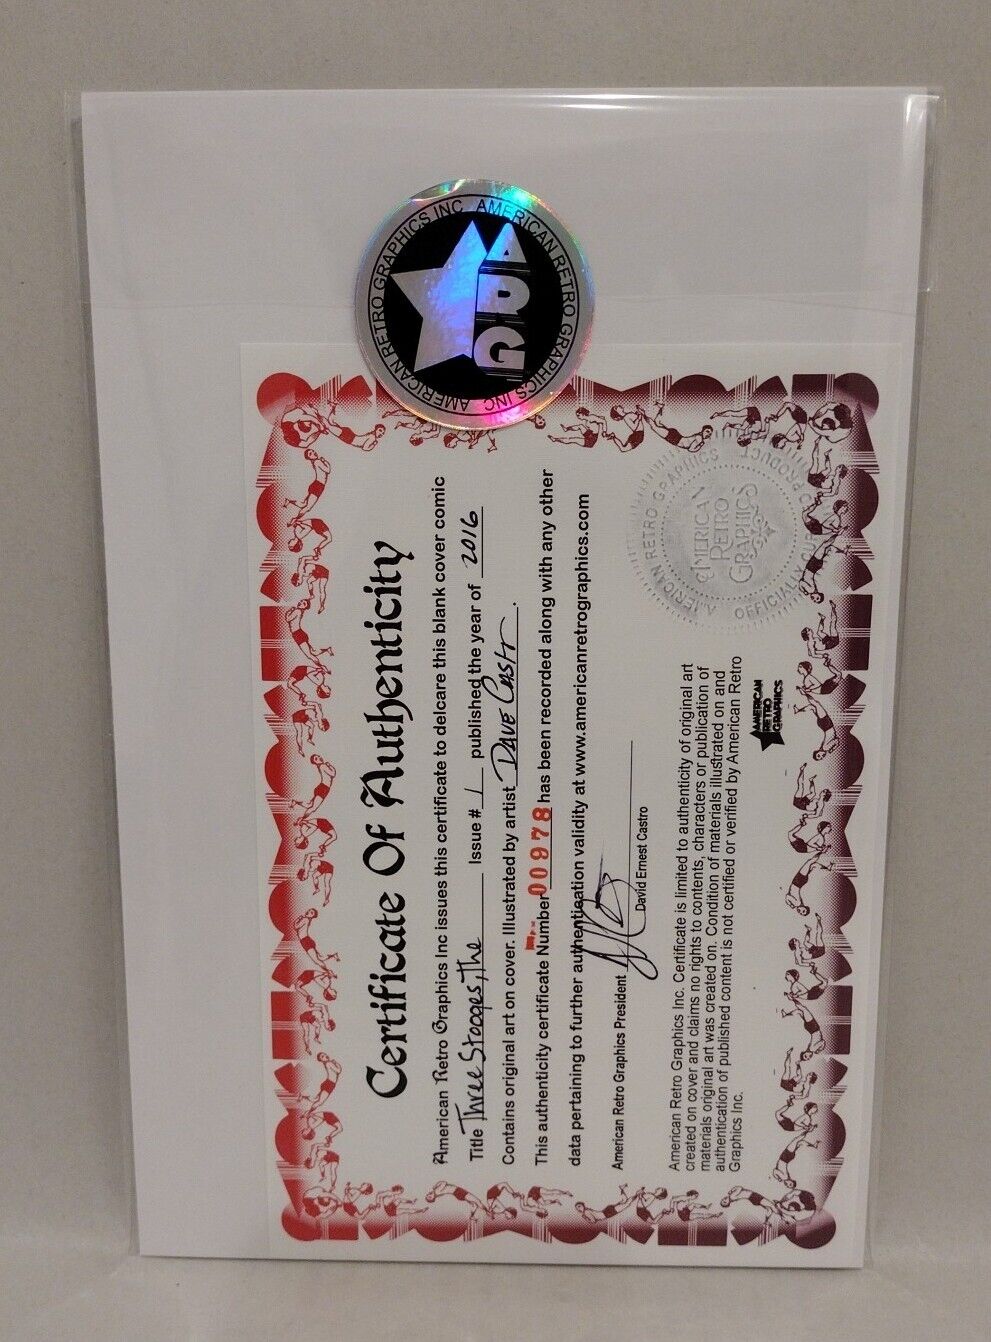 AMERICAN RETRO GRAPHICS INC. AMERICAN RETRO GRAPHICS INC.
ARG
Certificate Of Authenticity
American Retro Graphics Inc issues this certificate to delcare this blank cover comic
Title Three Stooges, The Issue # 1 published the year of 2016
Contains original art on cover. Illustrated by artist Dave Castr.
This authenticity certificate Number 00978 has been recorded along with any other
data pertaining to further authentication validity at www.americanretrographics.com
American Retro Graphics President
David Ernest Castro
American Retro Graphics Inc. Certificate is limited to authenticity of original art
created on cover and claims no rights to contents, characters or publication of
materials original art was created on. Condition of materials illustrated on and
authentication of published content is not certified or verified by American Retro
Graphics Inc.
AMERICAN
RETRO
GRAPHICS
AMERICAN RETRO GRAPHICS
OFFICIAL PRODUCT
AMERICAN
RETRO
GRAPHICS